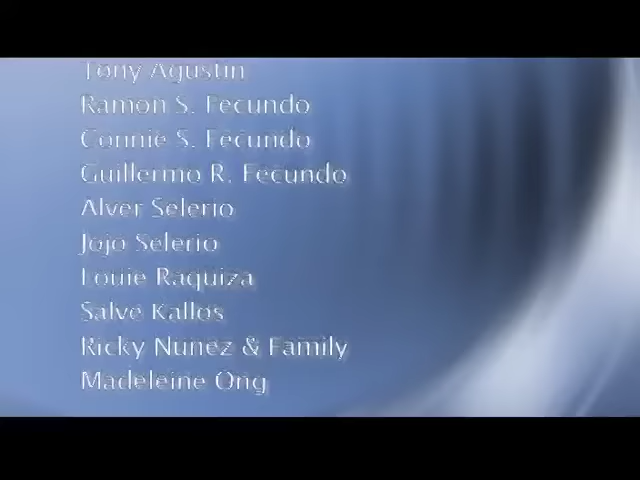 Tony Agustin
Ramon S. Fecundo
Connie S. Fecundo
Guillermo R. Fecundo
Alver Selerio
Jojo Selerio
Louie Raquiza
Salve Kallos
Ricky Nunez & Family
Madeleine Ong